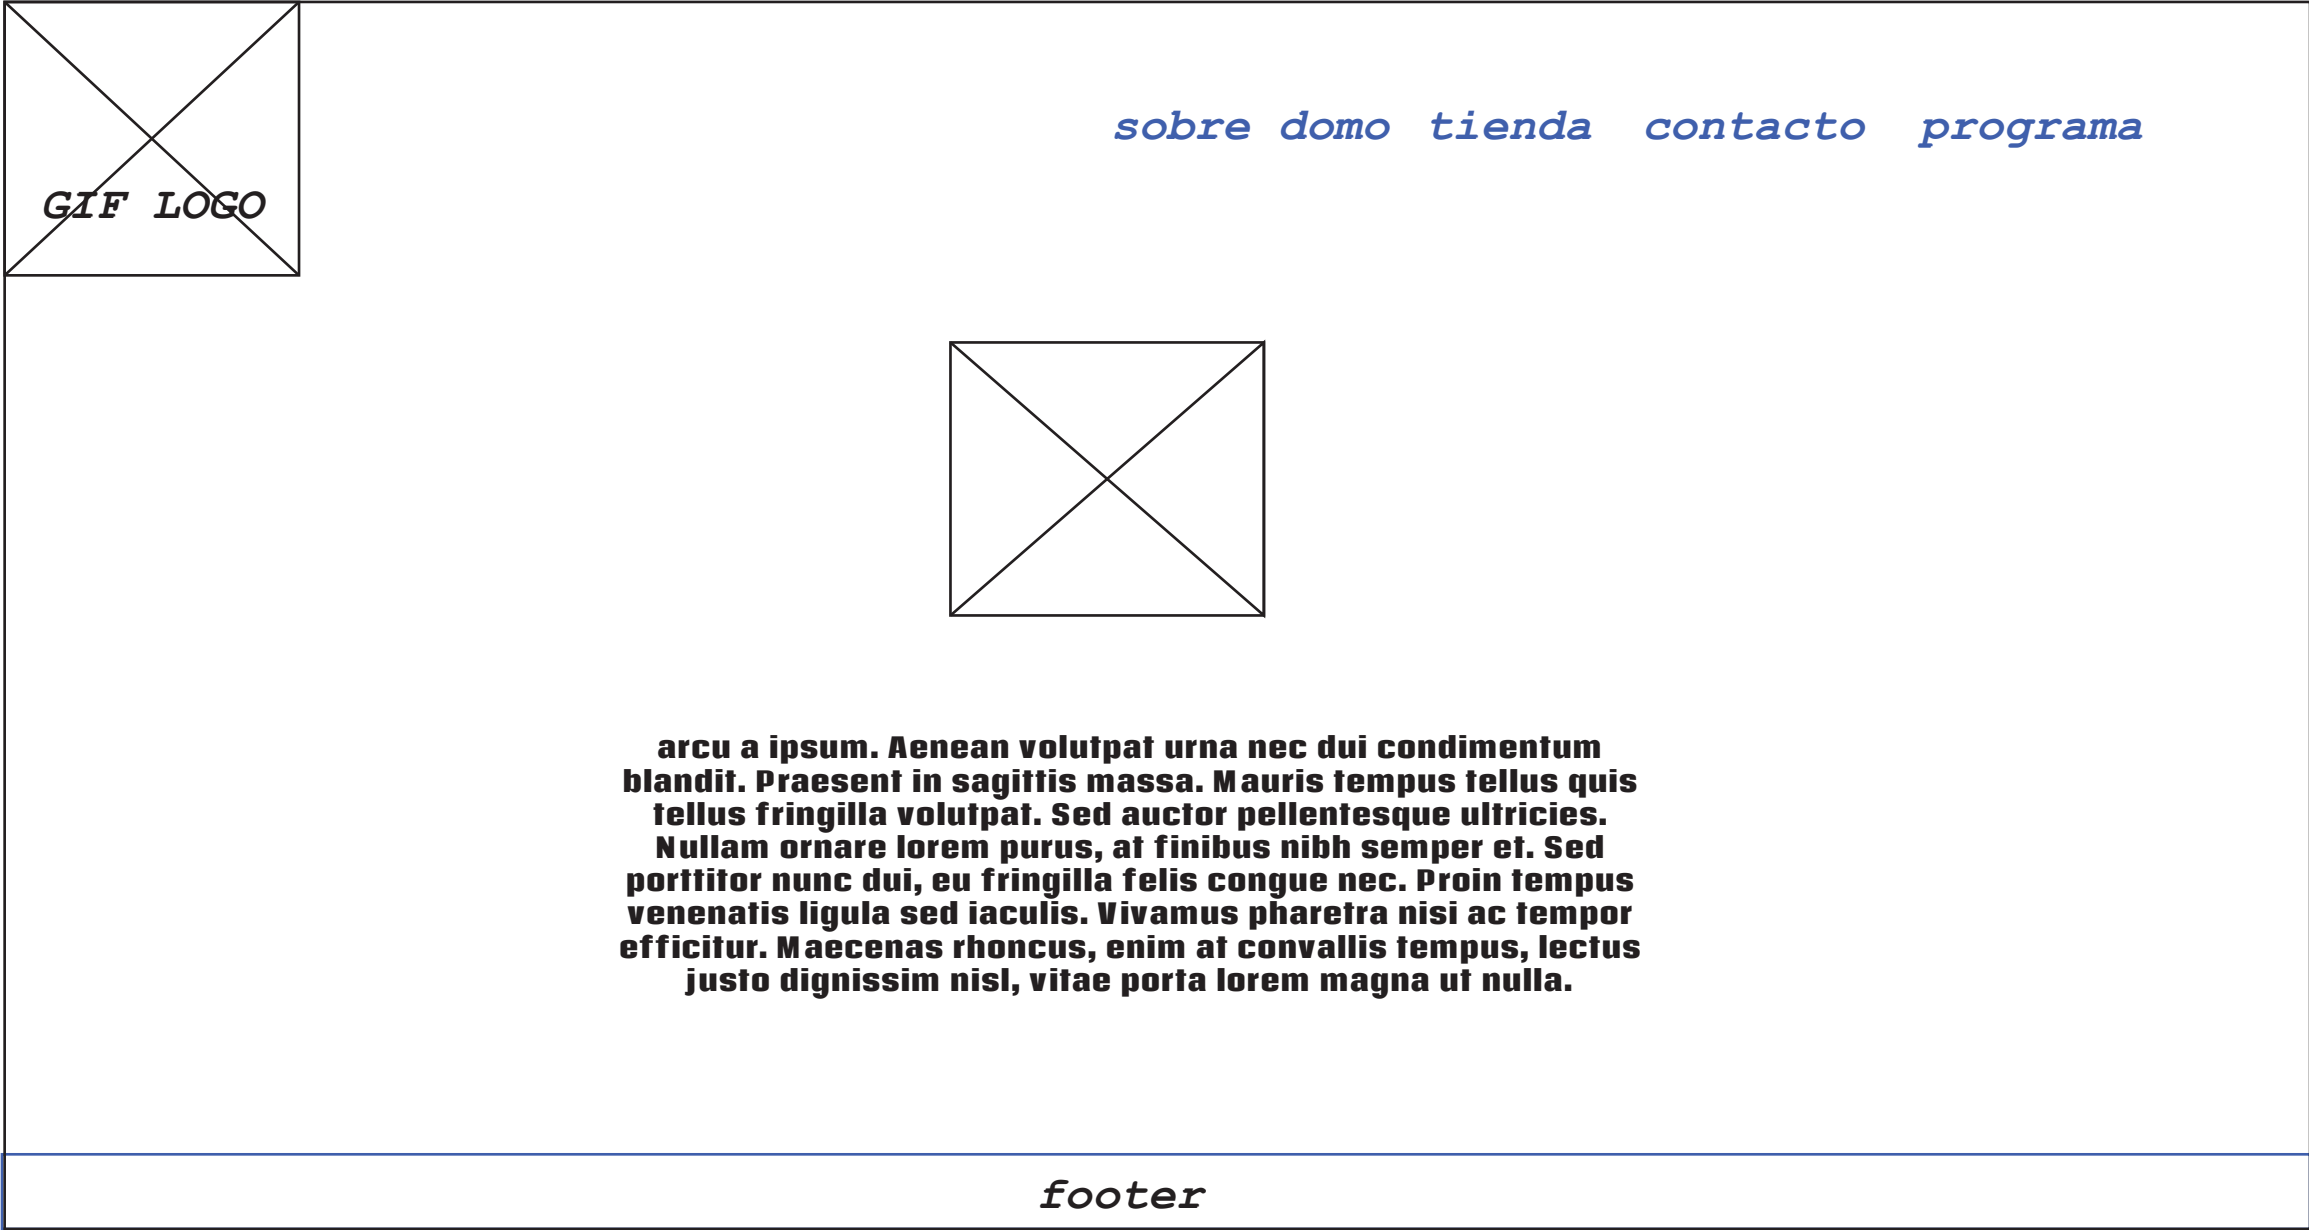 sobre domo tienda contacto programa
GIF LOGO
arcu a ipsum. Aenean volutpat urna nec dui condimentum
blandit. Praesent in sagittis massa. Mauris tempus tellus quis
tellus fringilla volutpat. Sed auctor pellentesque ultricies.
Nullam ornare lorem purus, at finibus nibh semper et. Sed
porttitor nunc dui, eu fringilla felis congue nec. Proin tempus
venenatis ligula sed iaculis. Vivamus pharetra nisi ac tempor
efficitur. Maecenas rhoncus, enim at convallis tempus, lectus
justo dignissim nisl, vitae porta lorem magna ut nulla.
footer